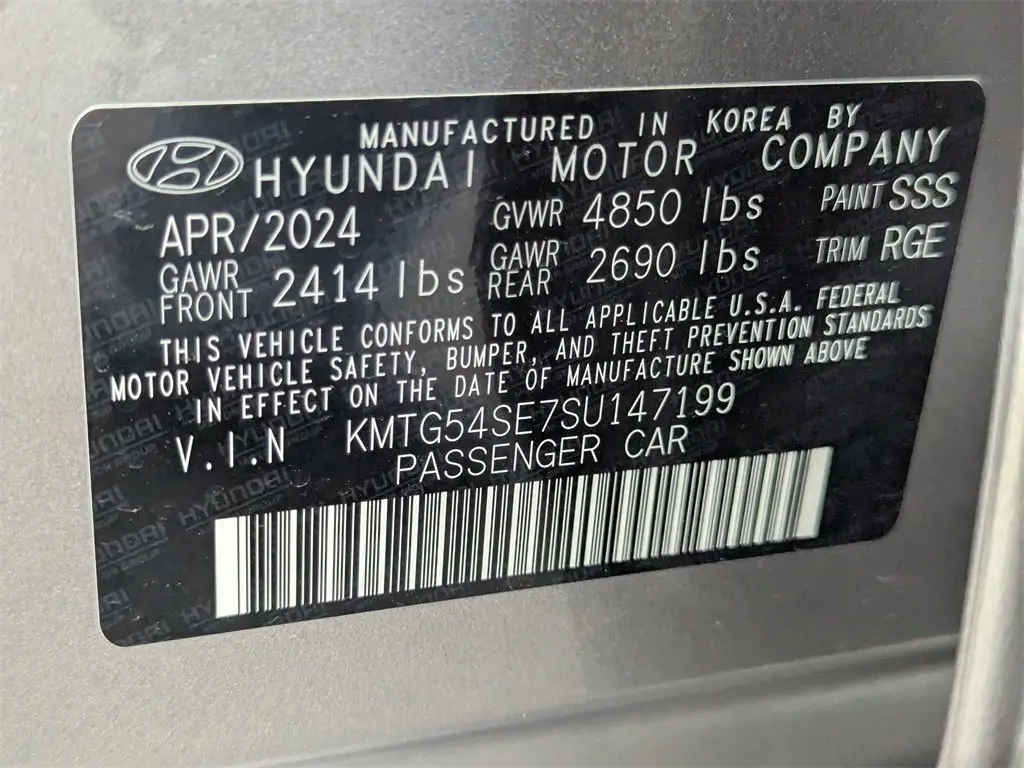 MANUFACTURED IN KOREA BY
HYUNDAI MOTOR COMPANY
APR/2024 GVWR 4850 lbs PAINT SSS
GAWR FRONT 2414 lbs GAWR REAR 2690 lbs TRIM RGE
THIS VEHICLE CONFORMS TO ALL APPLICABLE U.S.A. FEDERAL
MOTOR VEHICLE SAFETY, BUMPER, AND THEFT PREVENTION STANDARDS
IN EFFECT ON THE DATE OF MANUFACTURE SHOWN ABOVE
V.I.N KMTG54SE7SU147199
PASSENGER CAR